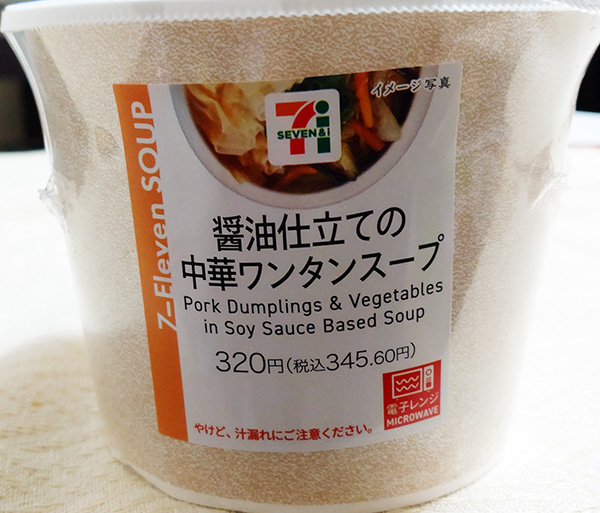 イメージ写真
7-Eleven SOUP
7i
SEVEN&i
醤油仕立ての
中華ワンタンスープ
Pork Dumplings & Vegetables
in Soy Sauce Based Soup
320円(税込345.60円)
電子レンジ
MICROWAVE
やけど、汁漏れにご注意ください。